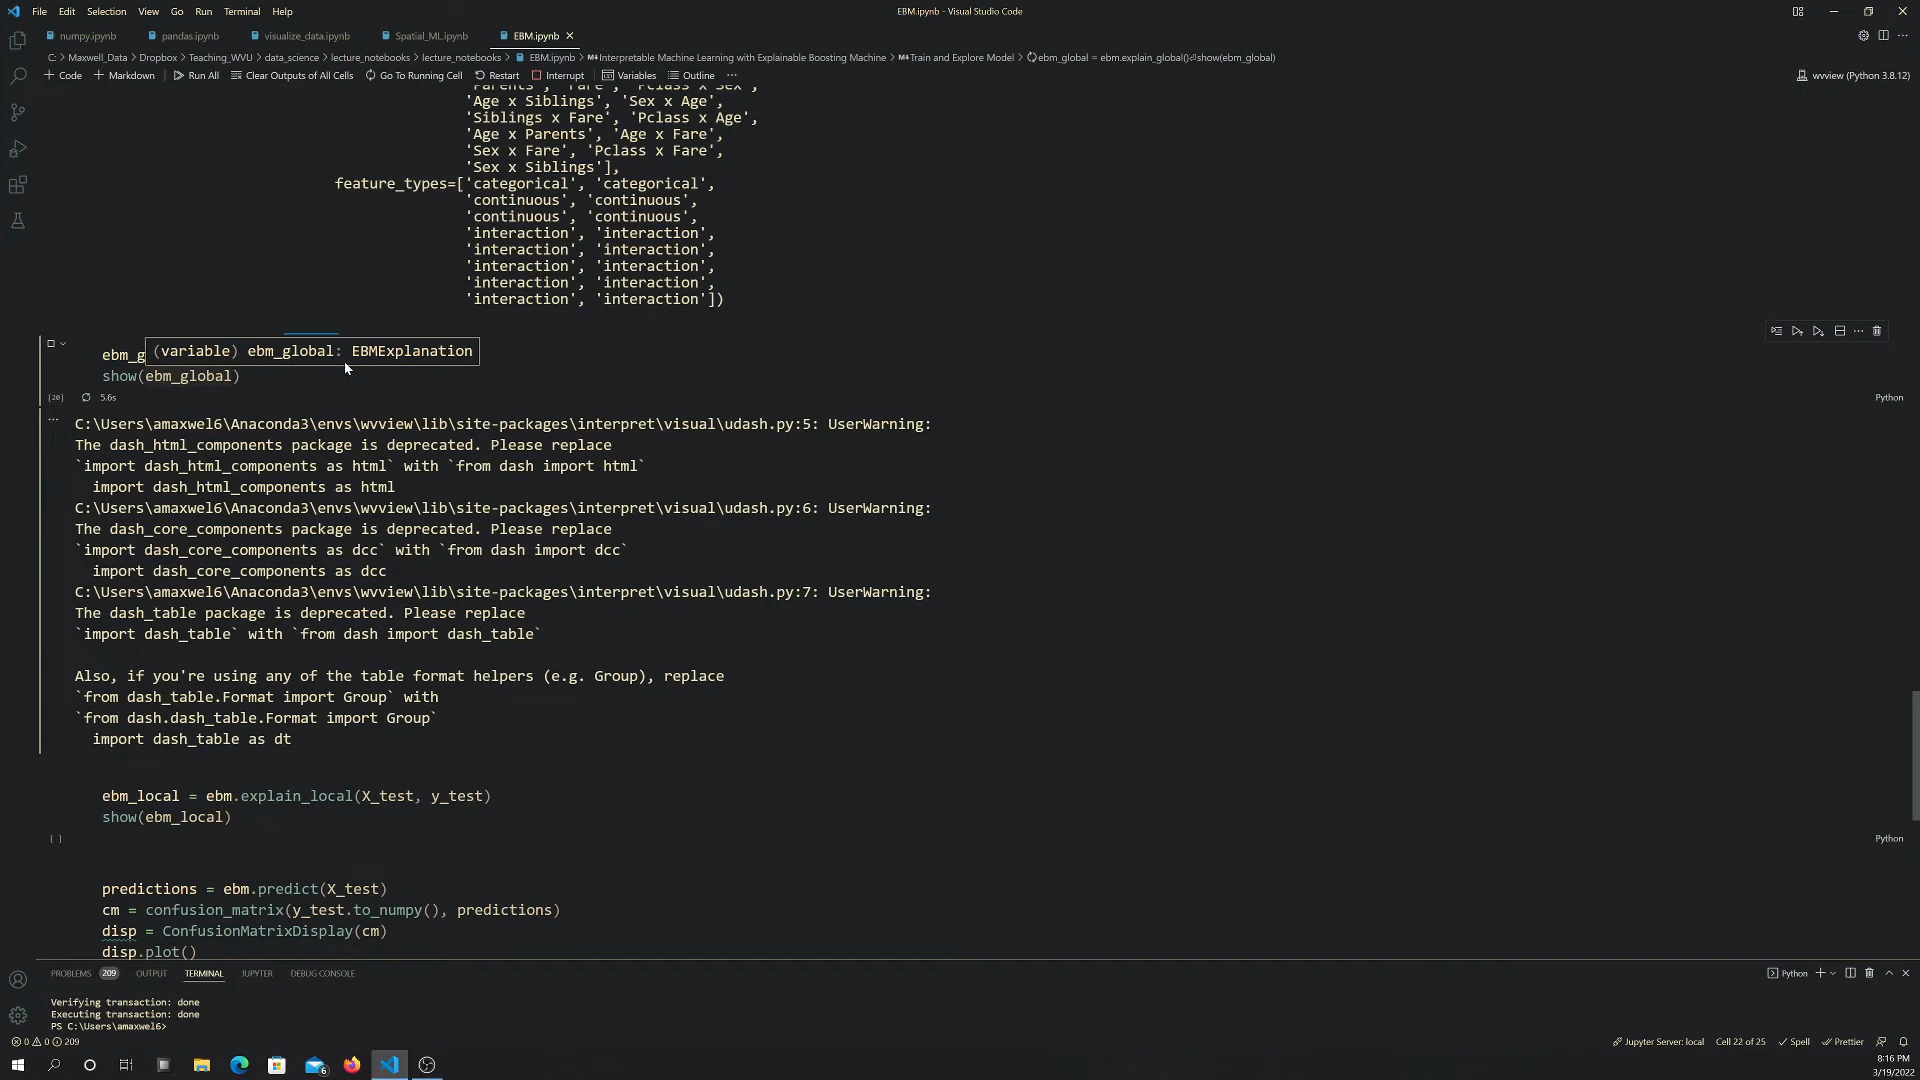 File Edit Selection View Go Run Terminal Help
EBM.ipynb - Visual Studio Code
numpy.ipynb pandas.ipynb visualize_data.ipynb Spatial_ML.ipynb EBM.ipynb
C: > Maxwell_Data > Dropbox > Teaching_WVU > data_science > lecture_notebooks > lecture_notebooks > EBM.ipynb > M↓Interpretable Machine Learning with Explainable Boosting Machine > M↓Train and Explore Model > ebm_global = ebm.explain_global()⏎show(ebm_global)
+ Code + Markdown Run All Clear Outputs of All Cells Go To Running Cell Restart Interrupt Variables Outline ...
wvview (Python 3.8.12)
'Parents', 'Fare', 'Pclass x Sex',
'Age x Siblings', 'Sex x Age',
'Siblings x Fare', 'Pclass x Age',
'Age x Parents', 'Age x Fare',
'Sex x Fare', 'Pclass x Fare',
'Sex x Siblings'],
feature_types=['categorical', 'categorical',
'continuous', 'continuous',
'continuous', 'continuous',
'interaction', 'interaction',
'interaction', 'interaction',
'interaction', 'interaction',
'interaction', 'interaction',
'interaction', 'interaction'])
(variable) ebm_global: EBMExplanation
ebm_g
show(ebm_global)
[20] 5.6s
Python
C:\Users\amaxwel6\Anaconda3\envs\wvview\lib\site-packages\interpret\visual\udash.py:5: UserWarning:
The dash_html_components package is deprecated. Please replace
`import dash_html_components as html` with `from dash import html`
import dash_html_components as html
C:\Users\amaxwel6\Anaconda3\envs\wvview\lib\site-packages\interpret\visual\udash.py:6: UserWarning:
The dash_core_components package is deprecated. Please replace
`import dash_core_components as dcc` with `from dash import dcc`
import dash_core_components as dcc
C:\Users\amaxwel6\Anaconda3\envs\wvview\lib\site-packages\interpret\visual\udash.py:7: UserWarning:
The dash_table package is deprecated. Please replace
`import dash_table` with `from dash import dash_table`
Also, if you're using any of the table format helpers (e.g. Group), replace
`from dash_table.Format import Group` with
`from dash.dash_table.Format import Group`
import dash_table as dt
ebm_local = ebm.explain_local(X_test, y_test)
show(ebm_local)
[ ]
Python
predictions = ebm.predict(X_test)
cm = confusion_matrix(y_test.to_numpy(), predictions)
disp = ConfusionMatrixDisplay(cm)
disp.plot()
PROBLEMS 209 OUTPUT TERMINAL JUPYTER DEBUG CONSOLE
Python
Verifying transaction: done
Executing transaction: done
PS C:\Users\amaxwel6>
0 0 209
Jupyter Server: local Cell 22 of 25 Spell Prettier
6
8:16 PM
3/19/2022